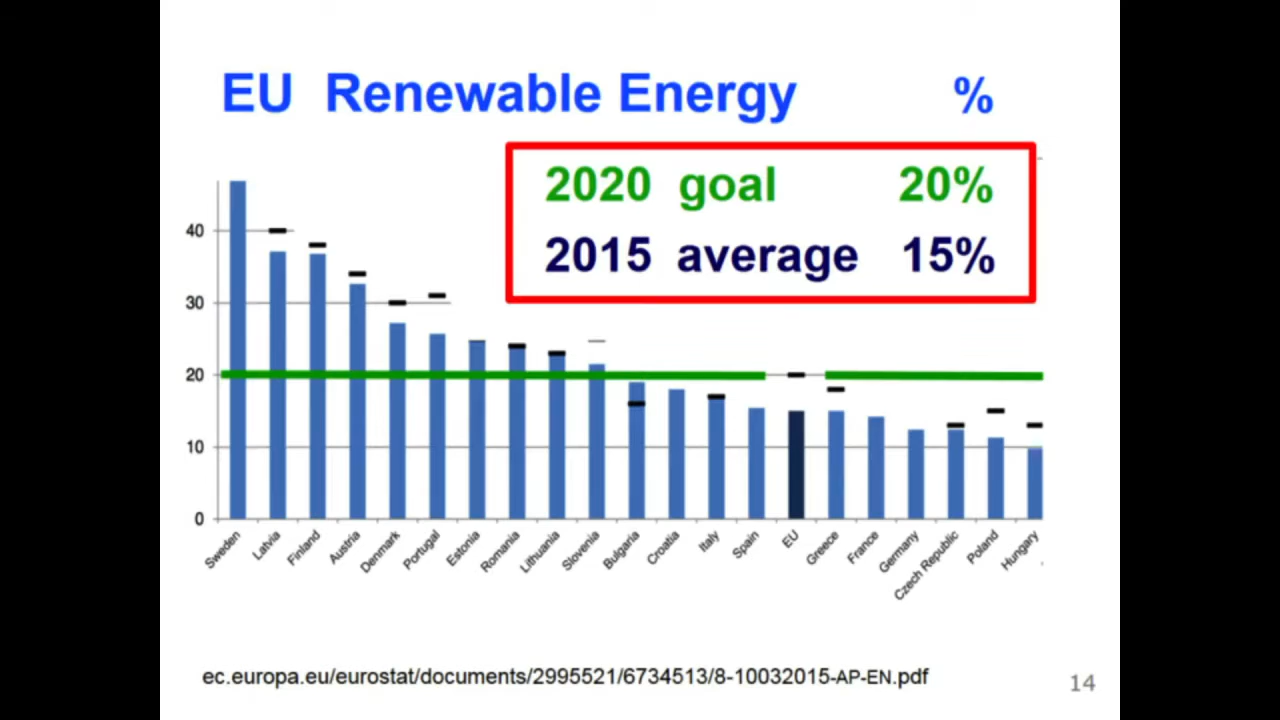 EU Renewable Energy %
2020 goal 20%
2015 average 15%
40
30
20
10
0
Sweden
Latvia
Finland
Austria
Denmark
Portugal
Estonia
Romania
Lithuania
Slovenia
Bulgaria
Croatia
Italy
Spain
EU
Greece
France
Germany
Czech Republic
Poland
Hungary
ec.europa.eu/eurostat/documents/2995521/6734513/8-10032015-AP-EN.pdf
14